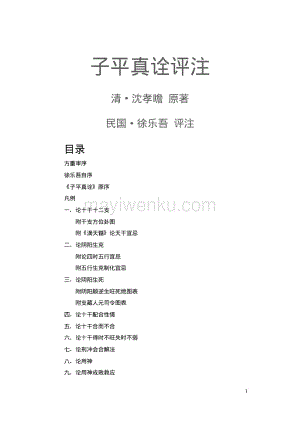 子平真诠评注
清·沈孝瞻 原著
民国·徐乐吾 评注
目录
方重审序
徐乐吾自序
《子平真诠》原序
凡例
一．论十干十二支
附干支方位卦图
附《满天髓》论天干宜忌
二．论阴阳生克
附论四时五行宜忌
附五行生克制化宜忌
三．论阴阳生死
附阴阳顺逆生旺死绝图表
附支藏人元司令图表
四．论十干配合性情
五．论十干合而不合
六．论十干得时不旺失时不弱
七．论刑冲会合解法
八．论用神
九．论用神成败救应
mayiwenku.com
1